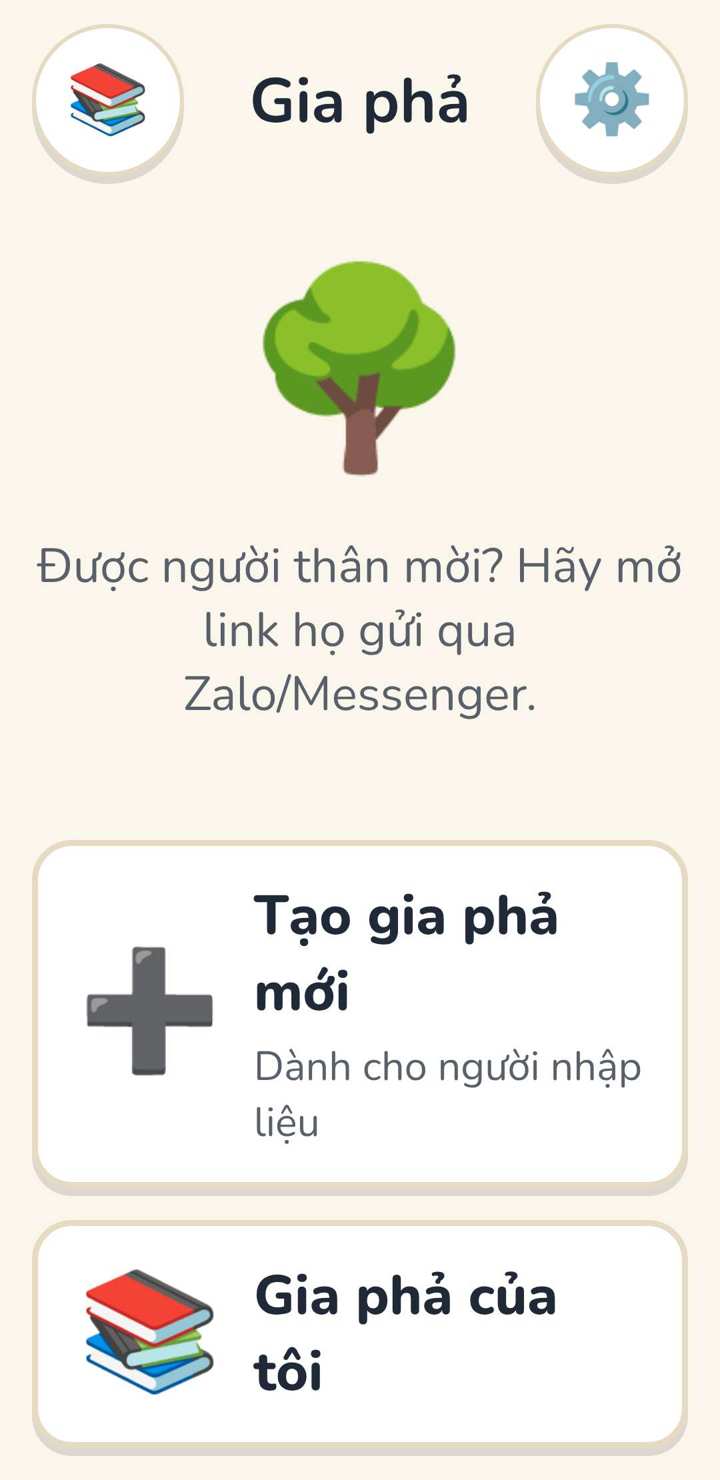 Gia phả
Được người thân mời? Hãy mở
link họ gửi qua
Zalo/Messenger.
Tạo gia phả
mới
Dành cho người nhập
liệu
Gia phả của
tôi